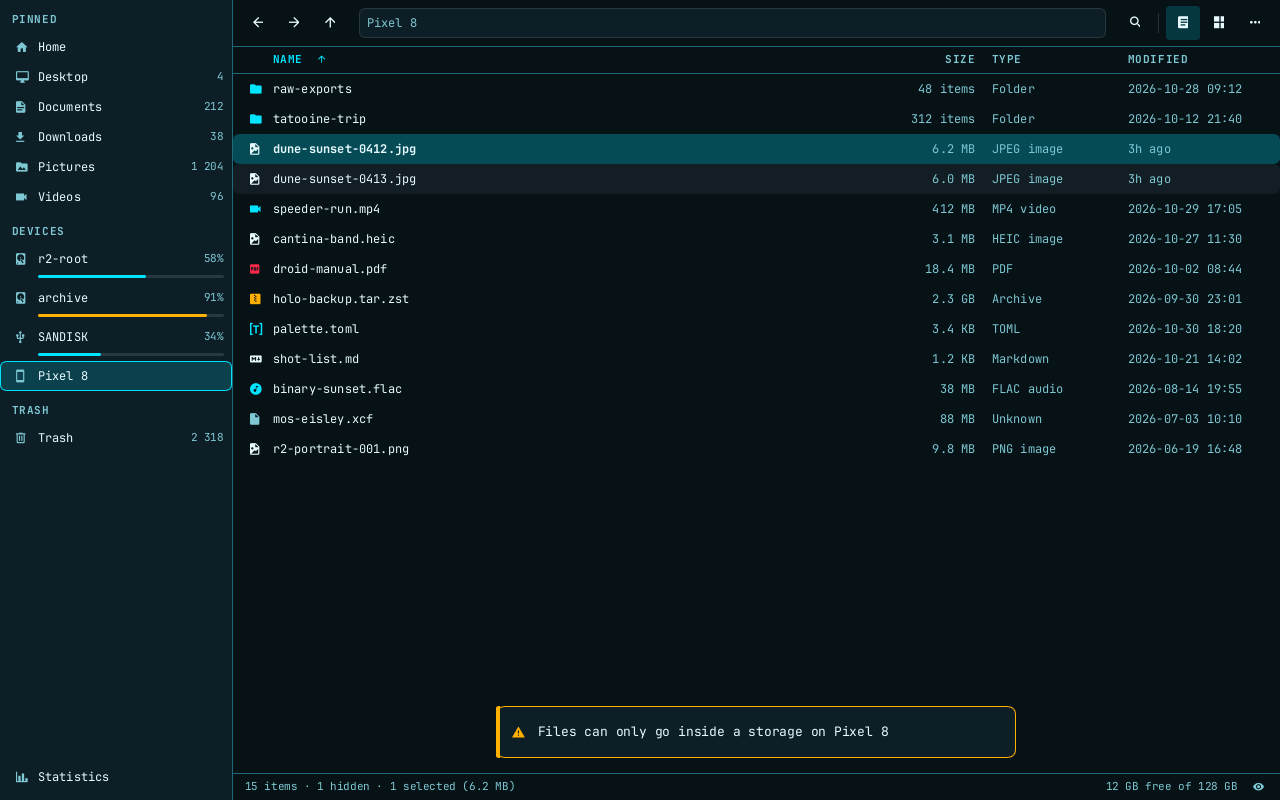 PINNED
Home
Desktop 4
Documents 212
Downloads 38
Pictures 1 204
Videos 96
DEVICES
r2-root 58%
archive 91%
SANDISK 34%
Pixel 8
TRASH
Trash 2 318
Statistics
Pixel 8
NAME SIZE TYPE MODIFIED
raw-exports 48 items Folder 2026-10-28 09:12
tatooine-trip 312 items Folder 2026-10-12 21:40
dune-sunset-0412.jpg 6.2 MB JPEG image 3h ago
dune-sunset-0413.jpg 6.0 MB JPEG image 3h ago
speeder-run.mp4 412 MB MP4 video 2026-10-29 17:05
cantina-band.heic 3.1 MB HEIC image 2026-10-27 11:30
droid-manual.pdf 18.4 MB PDF 2026-10-02 08:44
holo-backup.tar.zst 2.3 GB Archive 2026-09-30 23:01
palette.toml 3.4 KB TOML 2026-10-30 18:20
shot-list.md 1.2 KB Markdown 2026-10-21 14:02
binary-sunset.flac 38 MB FLAC audio 2026-08-14 19:55
mos-eisley.xcf 88 MB Unknown 2026-07-03 10:10
r2-portrait-001.png 9.8 MB PNG image 2026-06-19 16:48
Files can only go inside a storage on Pixel 8
15 items · 1 hidden · 1 selected (6.2 MB) 12 GB free of 128 GB